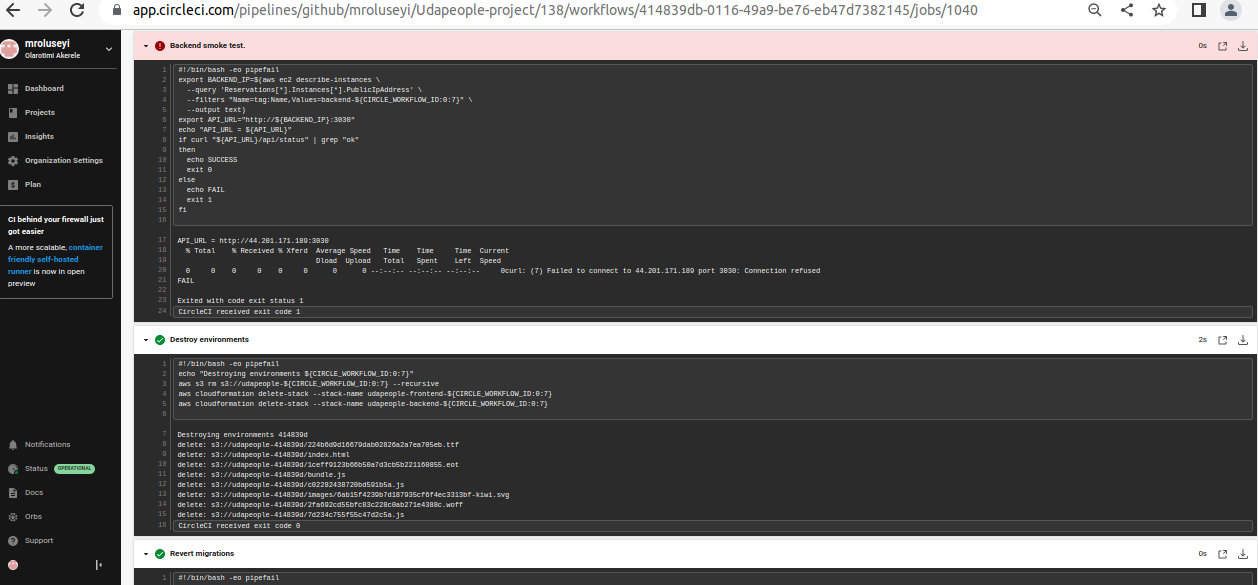 app.circleci.com/pipelines/github/mroluseyi/Udapeople-project/138/workflows/414839db-0116-49a9-be76-eb47d7382145/jobs/1040
mroluseyi
Olarotimi Akerele
Dashboard
Projects
Insights
Organization Settings
Plan
CI behind your firewall just
got easier
A more scalable, container
friendly self-hosted
runner is now in open
preview
Notifications
Status OPERATIONAL
Docs
Orbs
Support
Backend smoke test. 0s
1 #!/bin/bash -eo pipefail
2 export BACKEND_IP=$(aws ec2 describe-instances \
3 --query 'Reservations[*].Instances[*].PublicIpAddress' \
4 --filters "Name=tag:Name,Values=backend-${CIRCLE_WORKFLOW_ID:0:7}" \
5 --output text)
6 export API_URL="http://${BACKEND_IP}:3030"
7 echo "API_URL = ${API_URL}"
8 if curl "${API_URL}/api/status" | grep "ok"
9 then
10 echo SUCCESS
11 exit 0
12 else
13 echo FAIL
14 exit 1
15 fi
16
17 API_URL = http://44.201.171.189:3030
18 % Total % Received % Xferd Average Speed Time Time Time Current
19 Dload Upload Total Spent Left Speed
20 0 0 0 0 0 0 0 0 --:--:-- --:--:-- --:--:-- 0curl: (7) Failed to connect to 44.201.171.189 port 3030: Connection refused
21 FAIL
22
23 Exited with code exit status 1
24 CircleCI received exit code 1
Destroy environments 2s
1 #!/bin/bash -eo pipefail
2 echo "Destroying environments ${CIRCLE_WORKFLOW_ID:0:7}"
3 aws s3 rm s3://udapeople-${CIRCLE_WORKFLOW_ID:0:7} --recursive
4 aws cloudformation delete-stack --stack-name udapeople-frontend-${CIRCLE_WORKFLOW_ID:0:7}
5 aws cloudformation delete-stack --stack-name udapeople-backend-${CIRCLE_WORKFLOW_ID:0:7}
6
7 Destroying environments 414839d
8 delete: s3://udapeople-414839d/224b6d9d16679dab02826a2a7ea705eb.ttf
9 delete: s3://udapeople-414839d/index.html
10 delete: s3://udapeople-414839d/1ceff9123b66b50a7d3cb5b221160855.eot
11 delete: s3://udapeople-414839d/bundle.js
12 delete: s3://udapeople-414839d/c02282438720bd591b5a.js
13 delete: s3://udapeople-414839d/images/6ab15f4239b7d187935cf6f4ec3313bf-kiwi.svg
14 delete: s3://udapeople-414839d/2fa692cd55bfc83c228c0ab271e4388c.woff
15 delete: s3://udapeople-414839d/7d234c755f55c47d2c5a.js
16 CircleCI received exit code 0
Revert migrations 0s
1 #!/bin/bash -eo pipefail